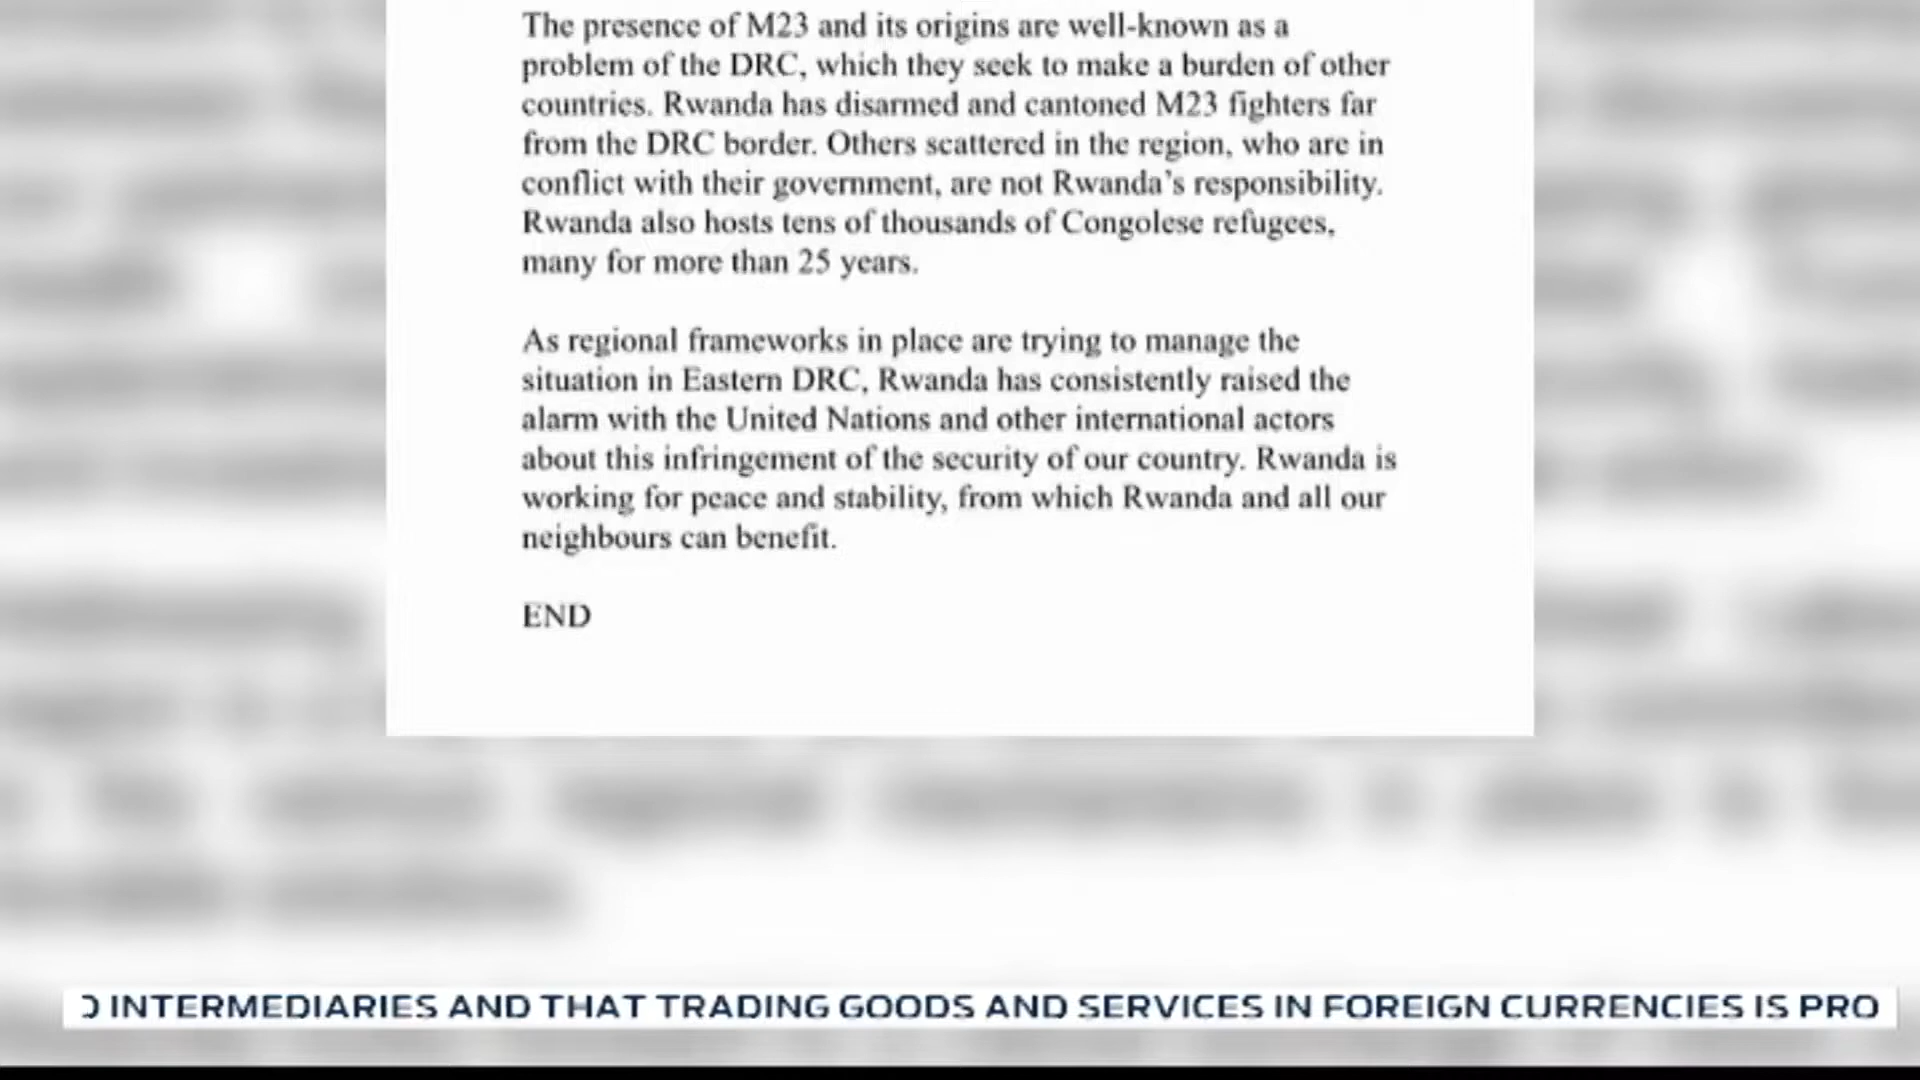 The presence of M23 and its origins are well-known as a
problem of the DRC, which they seek to make a burden of other
countries. Rwanda has disarmed and cantoned M23 fighters far
from the DRC border. Others scattered in the region, who are in
conflict with their government, are not Rwanda's responsibility.
Rwanda also hosts tens of thousands of Congolese refugees,
many for more than 25 years.
As regional frameworks in place are trying to manage the
situation in Eastern DRC, Rwanda has consistently raised the
alarm with the United Nations and other international actors
about this infringement of the security of our country. Rwanda is
working for peace and stability, from which Rwanda and all our
neighbours can benefit.
END
INTERMEDIARIES AND THAT TRADING GOODS AND SERVICES IN FOREIGN CURRENCIES IS PRO